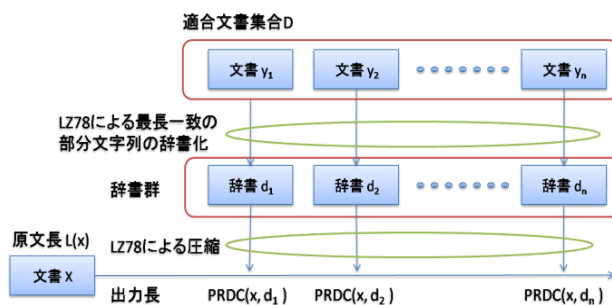 適合文書集合D
文書 y1 文書 y2 文書 yn
LZ78による最長一致の
部分文字列の辞書化
辞書群 辞書 d1 辞書 d2 辞書 dn
原文長 L(x)
LZ78による圧縮
文書 X
出力長 PRDC(x, d1 ) PRDC(x, d2 ) PRDC(x, dn )